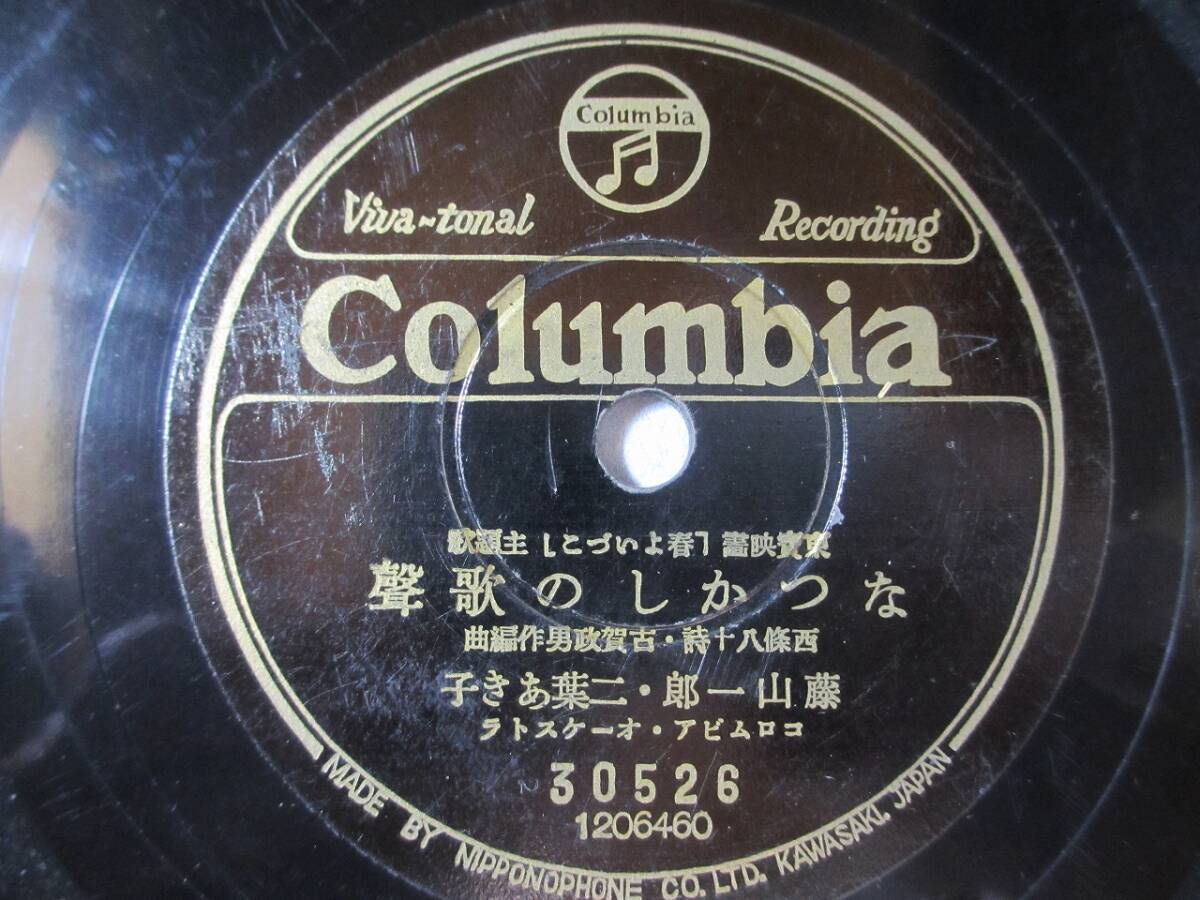 Columbia
Viva-tonal Recording
Columbia
東寶映畫「春よいづこ」主題歌
なつかしの歌聲
西條八十詩・古賀政男作編曲
藤山一郎・二葉あき子
コロムビア・オーケストラ
30526
1206460
MADE BY NIPPONOPHONE CO. LTD. KAWASAKI, JAPAN